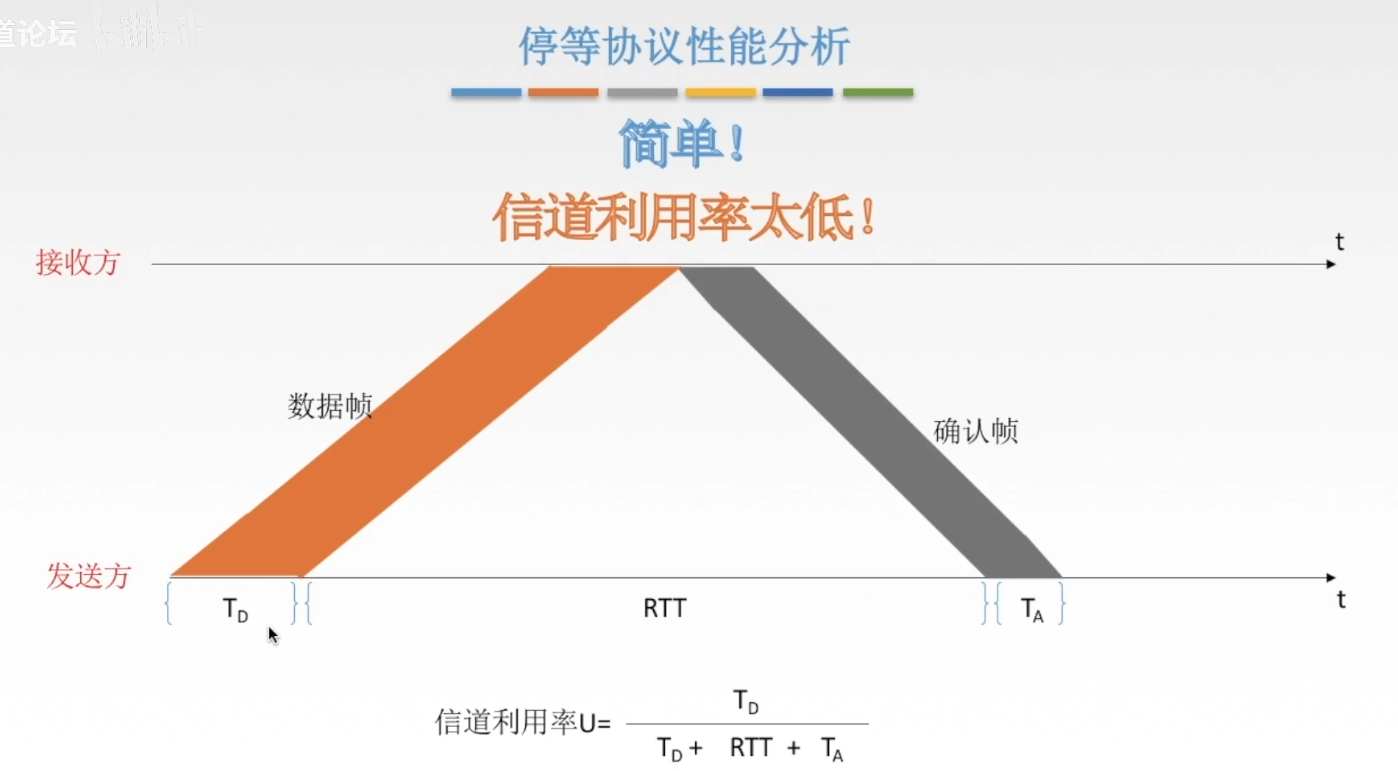 道论坛
停等协议性能分析
简单！
信道利用率太低！
t
接收方
数据帧
确认帧
发送方
t
T_D RTT T_A
信道利用率U= T_D
T_D + RTT + T_A